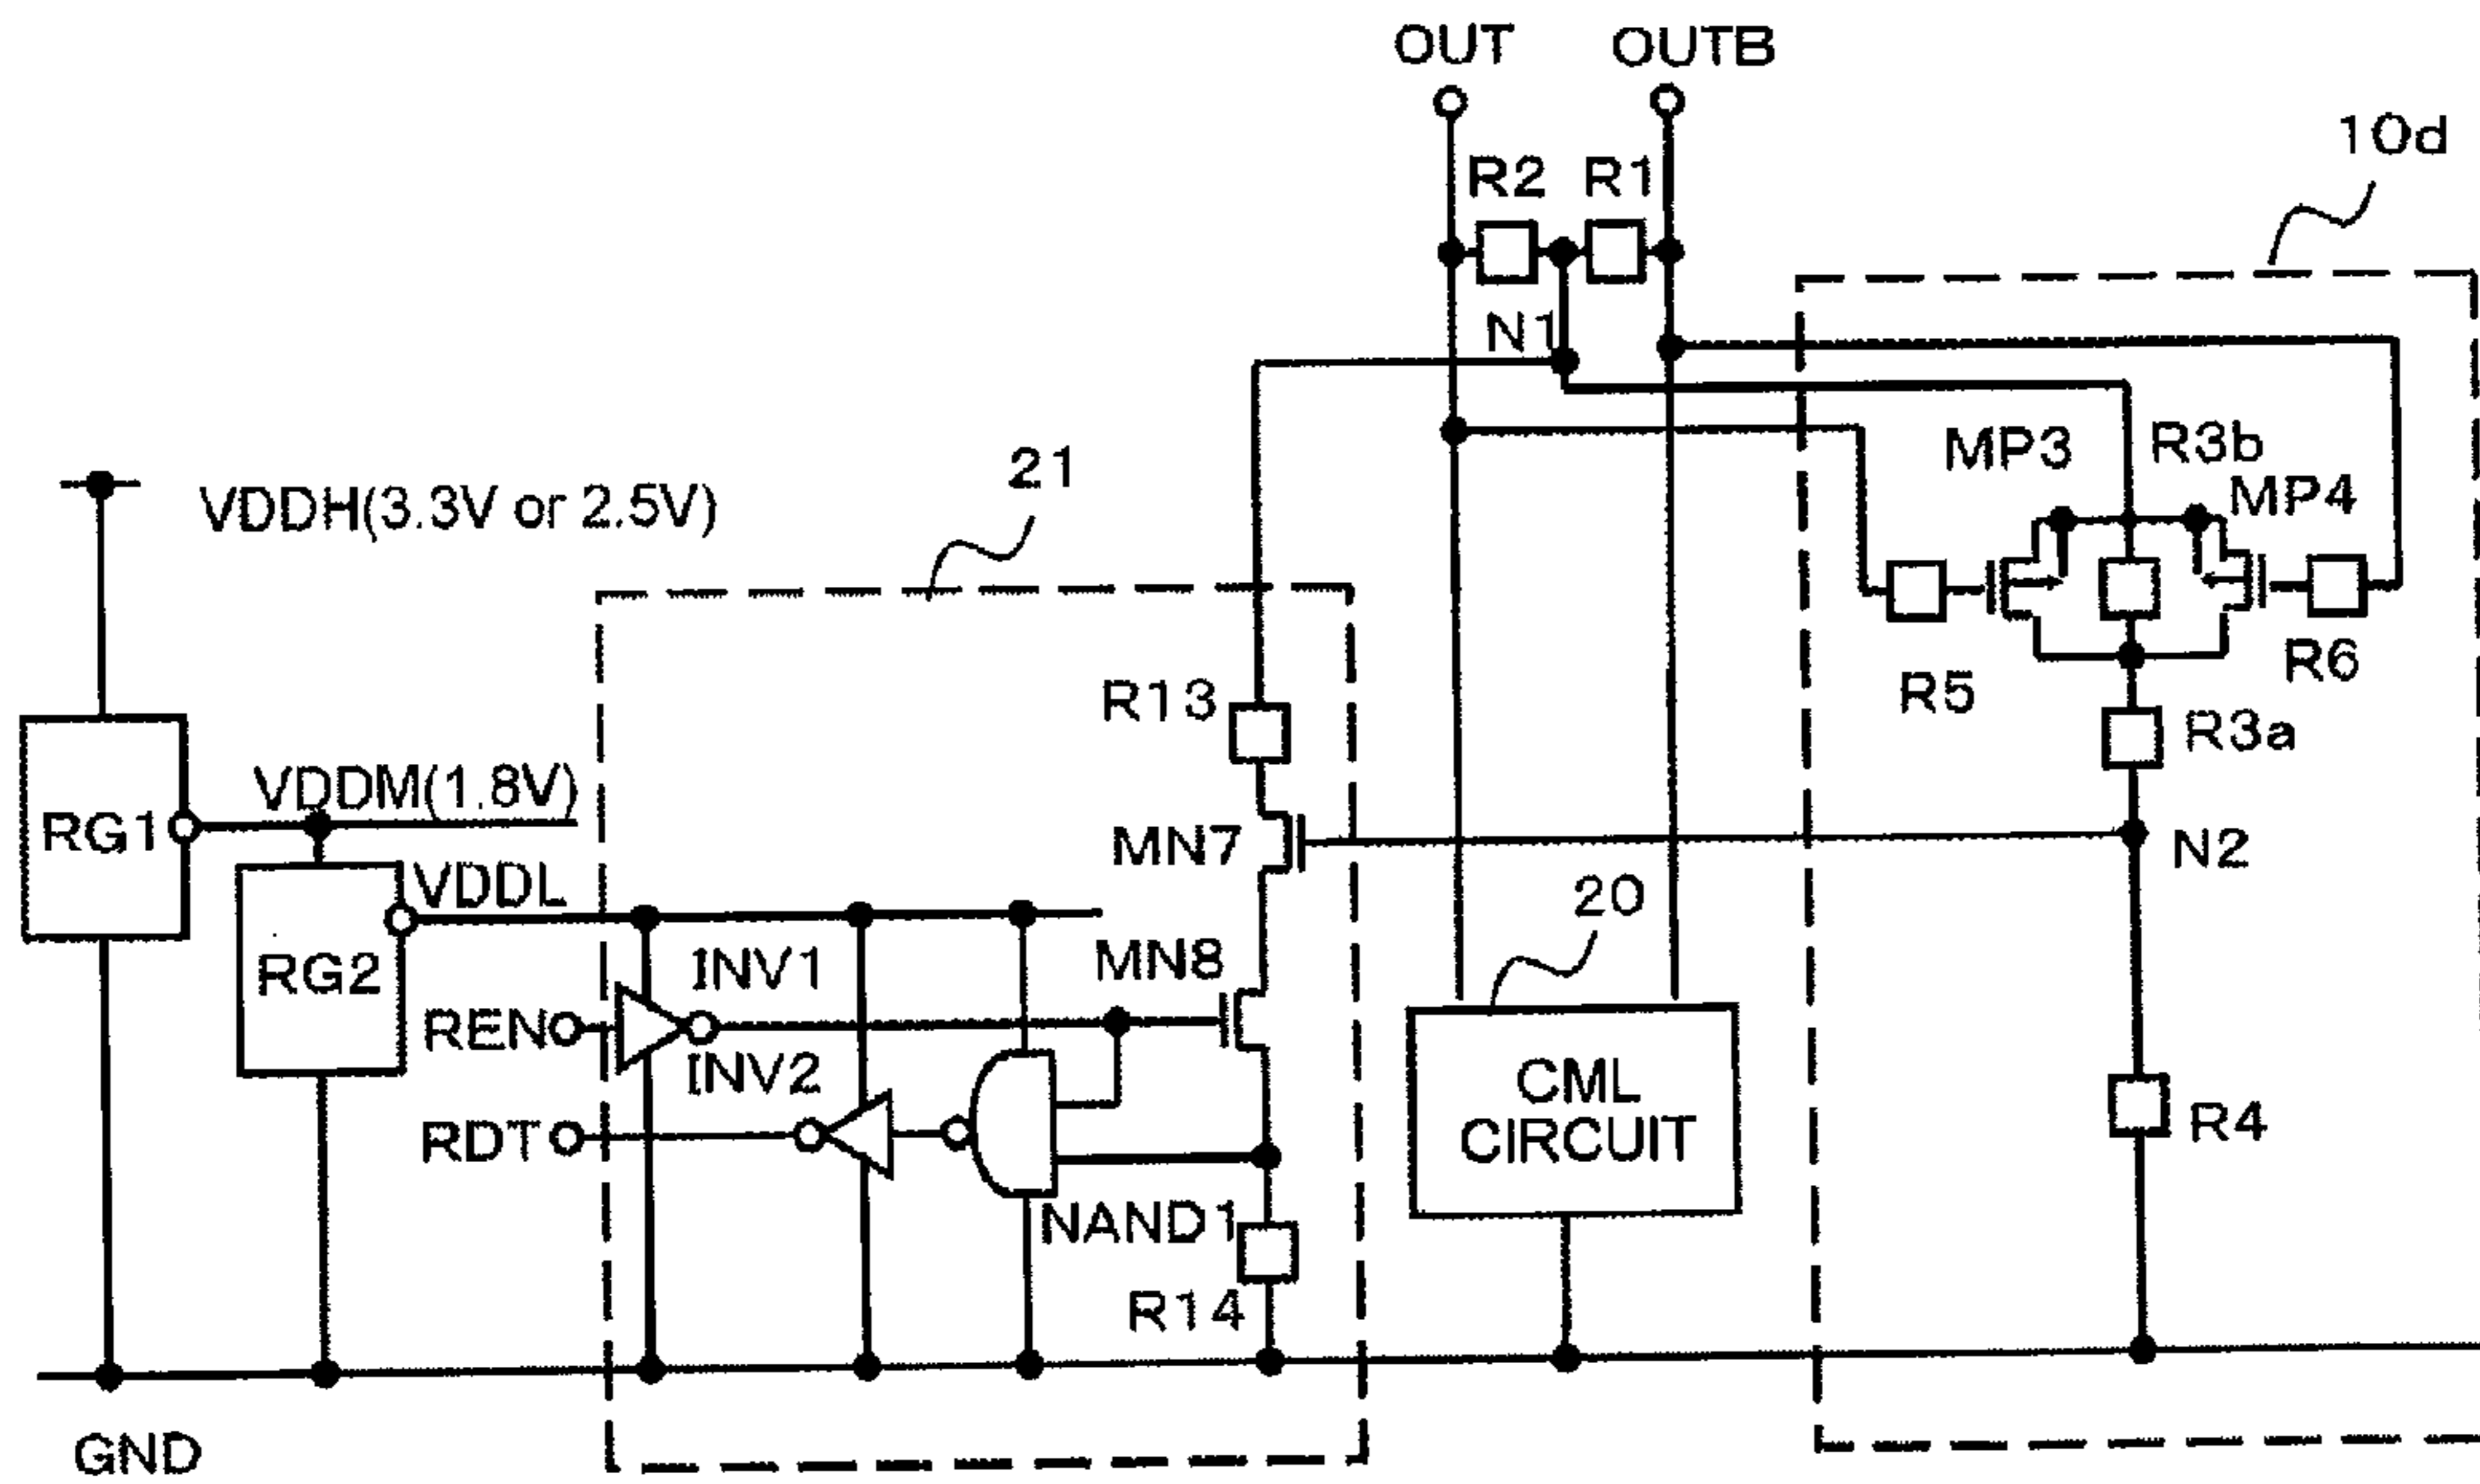 OUT
OUTB
10d
R2
R1
N1
MP3
R3b
MP4
21
VDDH(3.3V or 2.5V)
R5
R6
R13
R3a
VDDM(1.8V)
RG1
MN7
N2
VDDL
20
RG2
INV1
MN8
REN
INV2
CML
CIRCUIT
RDT
R4
NAND1
R14
GND